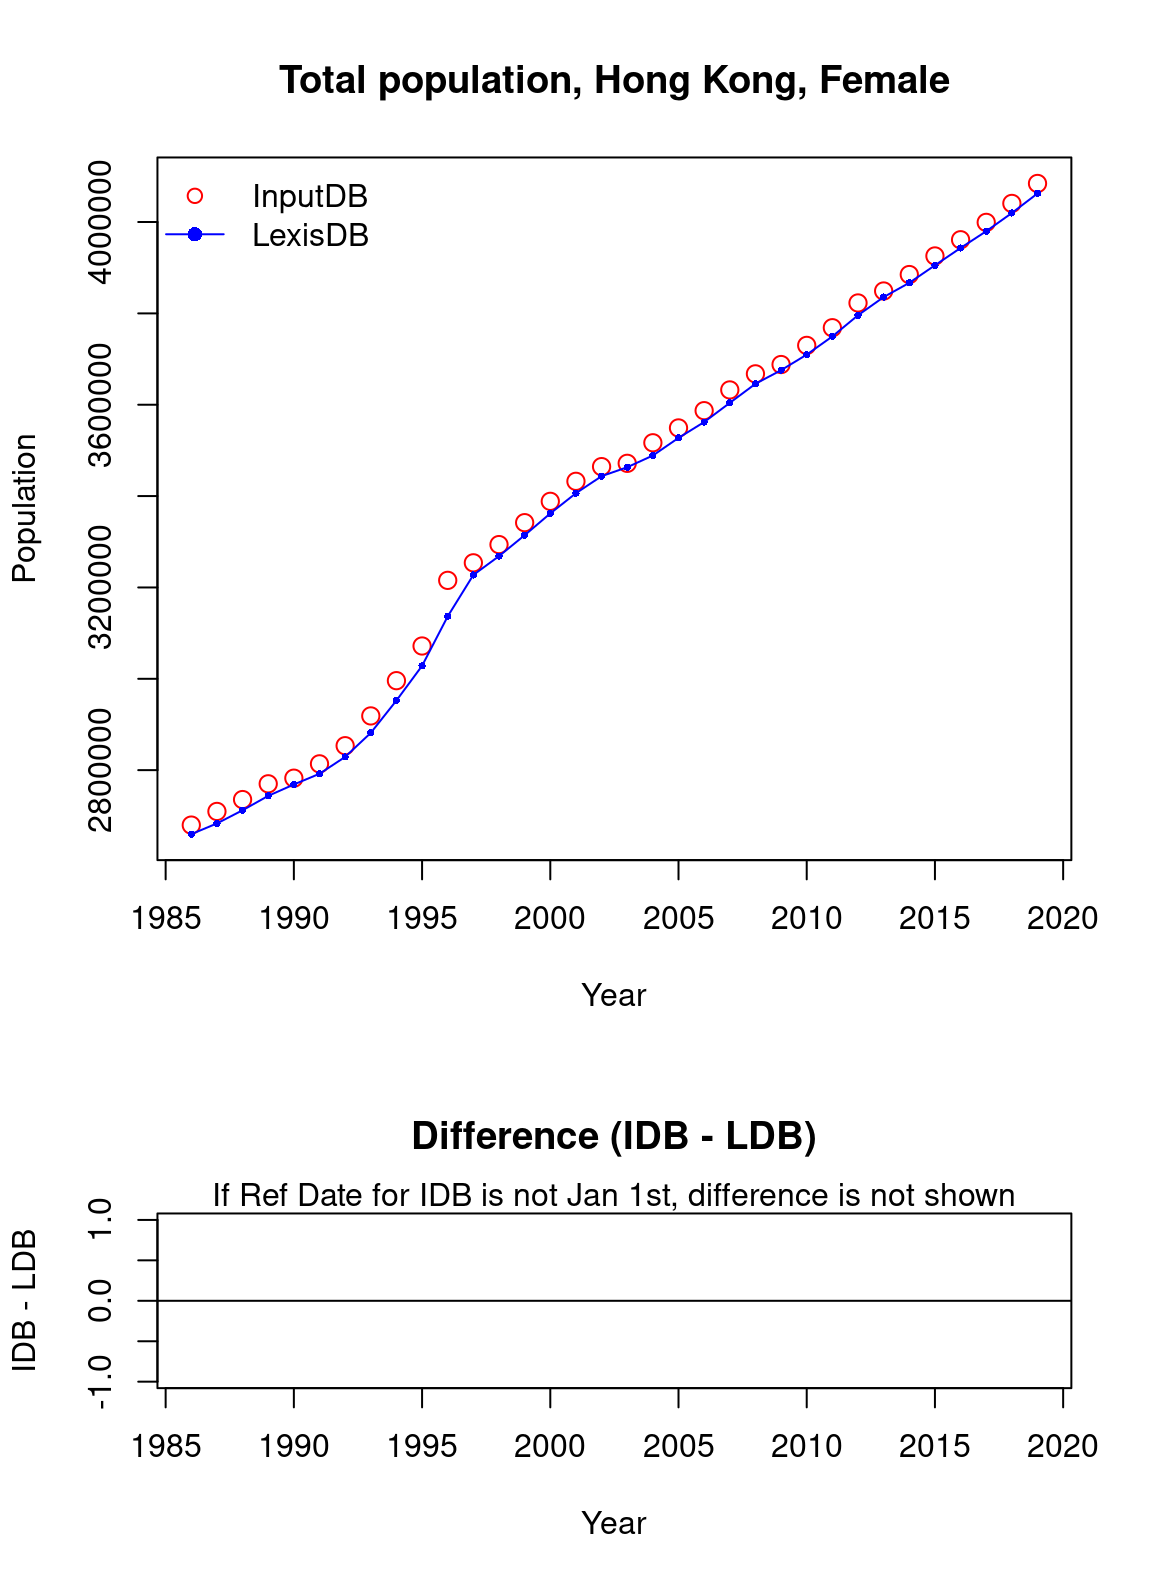 Total population, Hong Kong, Female
InputDB
LexisDB
4000000
3600000
3200000
2800000
Population
1985 1990 1995 2000 2005 2010 2015 2020
Year
Difference (IDB - LDB)
If Ref Date for IDB is not Jan 1st, difference is not shown
1.0
0.0
-1.0
IDB - LDB
1985 1990 1995 2000 2005 2010 2015 2020
Year